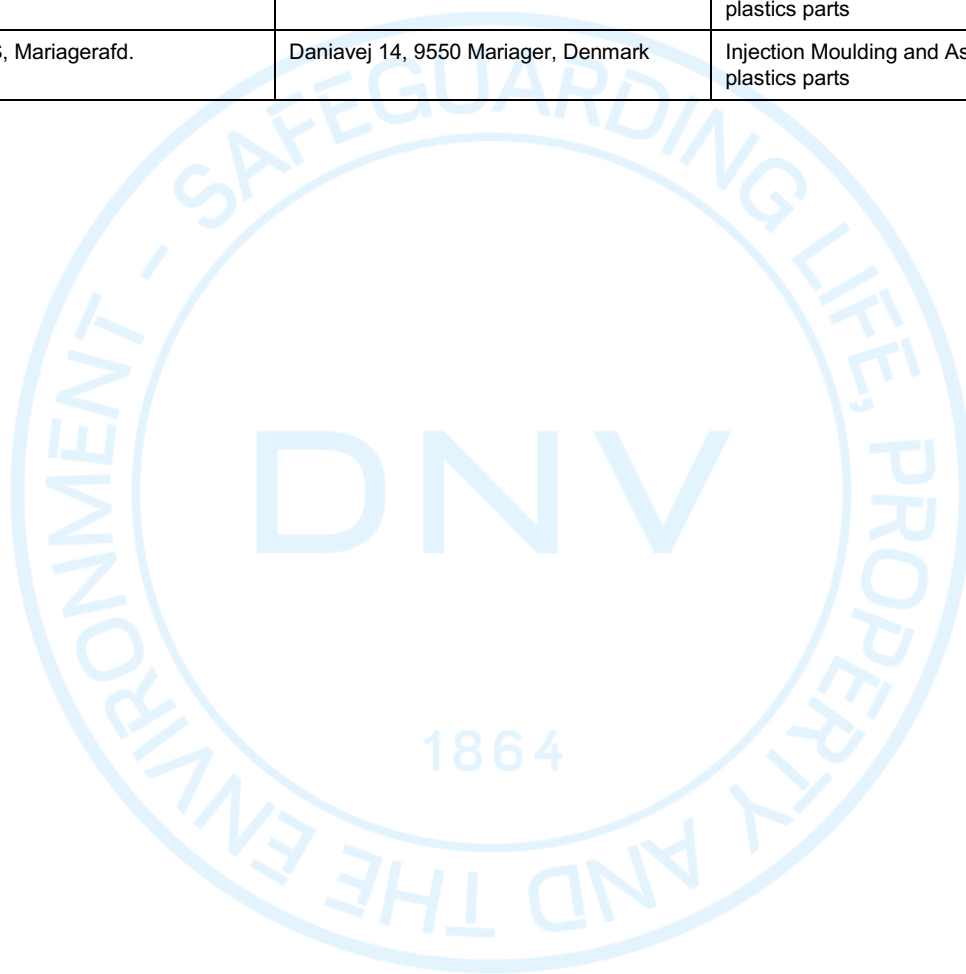 plastics parts
, Mariagerafd.
Daniavej 14, 9550 Mariager, Denmark
Injection Moulding and As
plastics parts
SAFEGUARDING LIFE, PROPERTY AND THE ENVIRONMENT -
DNV
1864